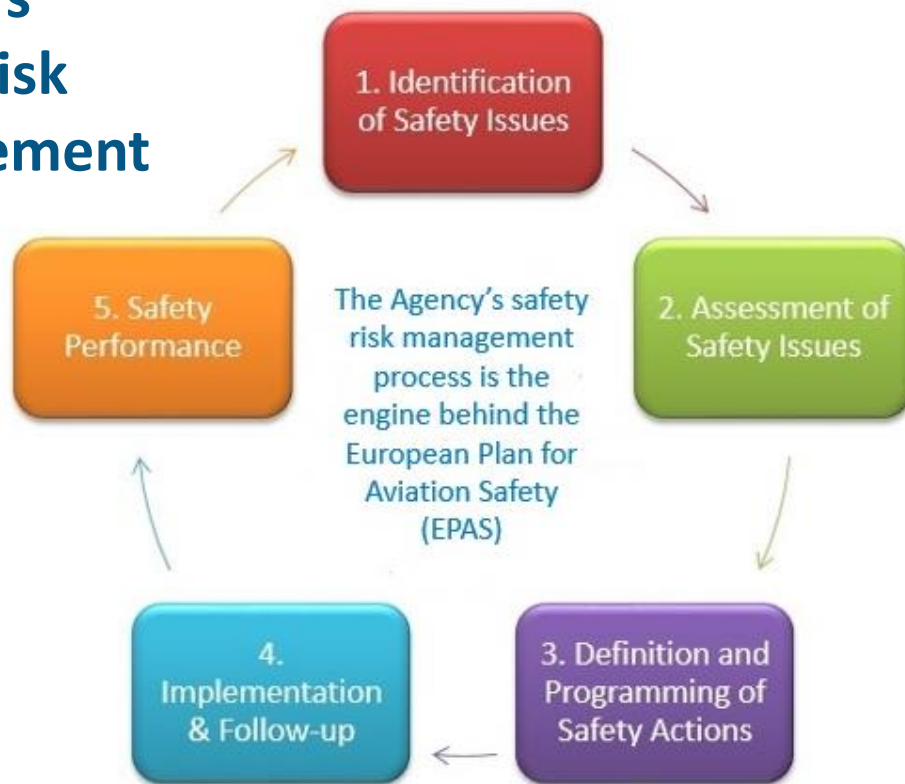 s
isk
ement
1. Identification
of Safety Issues
5. Safety
Performance
The Agency’s safety
risk management
process is the
engine behind the
European Plan for
Aviation Safety
(EPAS)
2. Assessment of
Safety Issues
4.
Implementation
& Follow-up
3. Definition and
Programming of
Safety Actions